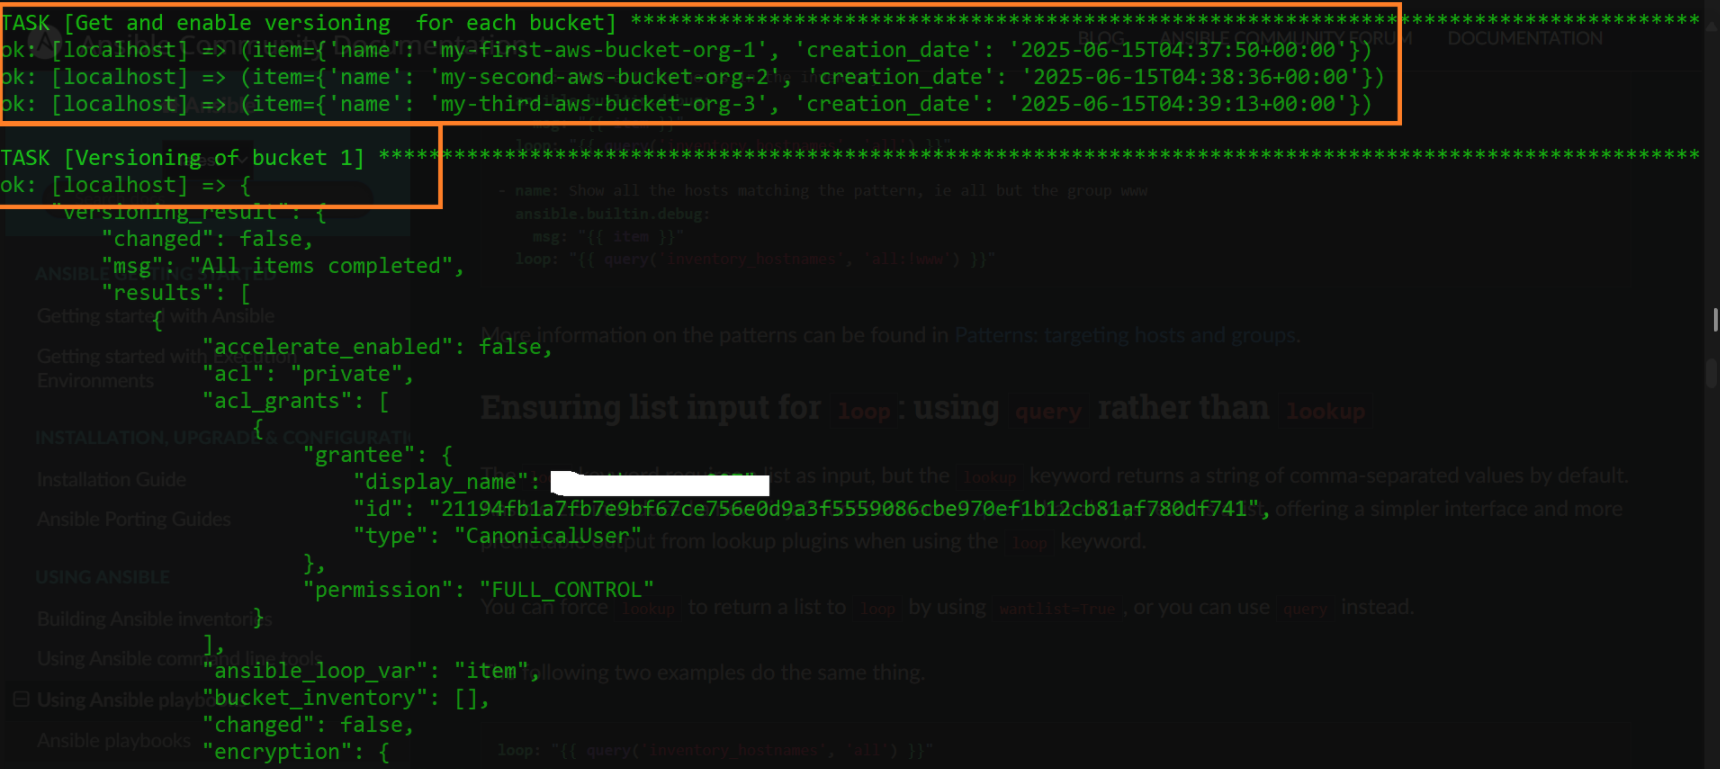 TASK [Get and enable versioning  for each bucket] *************************************************************************************
ok: [localhost] => (item={'name': 'my-first-aws-bucket-org-1', 'creation_date': '2025-06-15T04:37:50+00:00'})
ok: [localhost] => (item={'name': 'my-second-aws-bucket-org-2', 'creation_date': '2025-06-15T04:38:36+00:00'})
ok: [localhost] => (item={'name': 'my-third-aws-bucket-org-3', 'creation_date': '2025-06-15T04:39:13+00:00'})
TASK [Versioning of bucket 1] *********************************************************************************************************
ok: [localhost] => {
    "versioning_result": {
        "changed": false,
        "msg": "All items completed",
        "results": [
            {
                "accelerate_enabled": false,
                "acl": "private",
                "acl_grants": [
                    {
                        "grantee": {
                            "display_name":
                            "id": "21194fb1a7fb7e9bf67ce756e0d9a3f5559086cbe970ef1b12cb81af780df741",
                            "type": "CanonicalUser"
                        },
                        "permission": "FULL_CONTROL"
                    }
                ],
                "ansible_loop_var": "item",
                "bucket_inventory": [],
                "changed": false,
                "encryption": {
Ansible Community Documentation
BLOG ANSIBLE COMMUNITY FORUM DOCUMENTATION
ANSIBLE GETTING STARTED
Getting started with Ansible
Getting started with Execution
Environments
INSTALLATION, UPGRADE & CONFIGURATI
Installation Guide
Ansible Porting Guides
USING ANSIBLE
Building Ansible inventories
Using Ansible command line tools
Using Ansible playbooks
Ansible playbooks
- name: Show all the hosts matching the pattern, ie all but the group www
  ansible.builtin.debug:
    msg: "{{ item }}"
  loop: "{{ query('inventory_hostnames', 'all:!www') }}"
More information on the patterns can be found in Patterns: targeting hosts and groups.
Ensuring list input for loop: using query rather than lookup
list as input, but the lookup keyword returns a string of comma-separated values by default.
offering a simpler interface and more
output from lookup plugins when using the loop keyword.
You can force lookup to return a list to loop by using wantlist=True, or you can use query instead.
following two examples do the same thing.
loop: "{{ query('inventory_hostnames', 'all') }}"